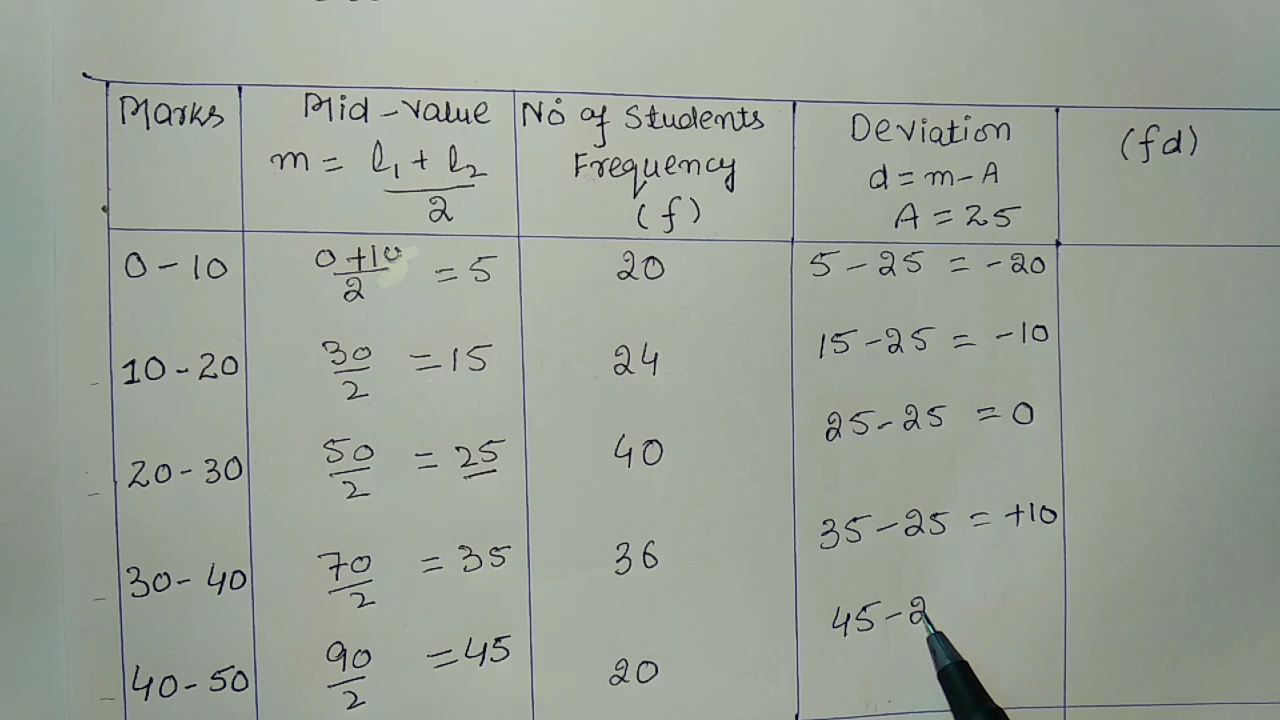 Marks
Mid-value
m = l₁ + l₂
2
No of Students
Frequency
(f)
Deviation
d = m - A
A = 25
(fd)
0-10
0+10
2
= 5
20
5 - 25 = -20
10-20
30
2
= 15
24
15 - 25 = -10
20-30
50
2
= 25
40
25 - 25 = 0
30-40
70
2
= 35
36
35 - 25 = +10
40-50
90
2
= 45
20
45 - 2